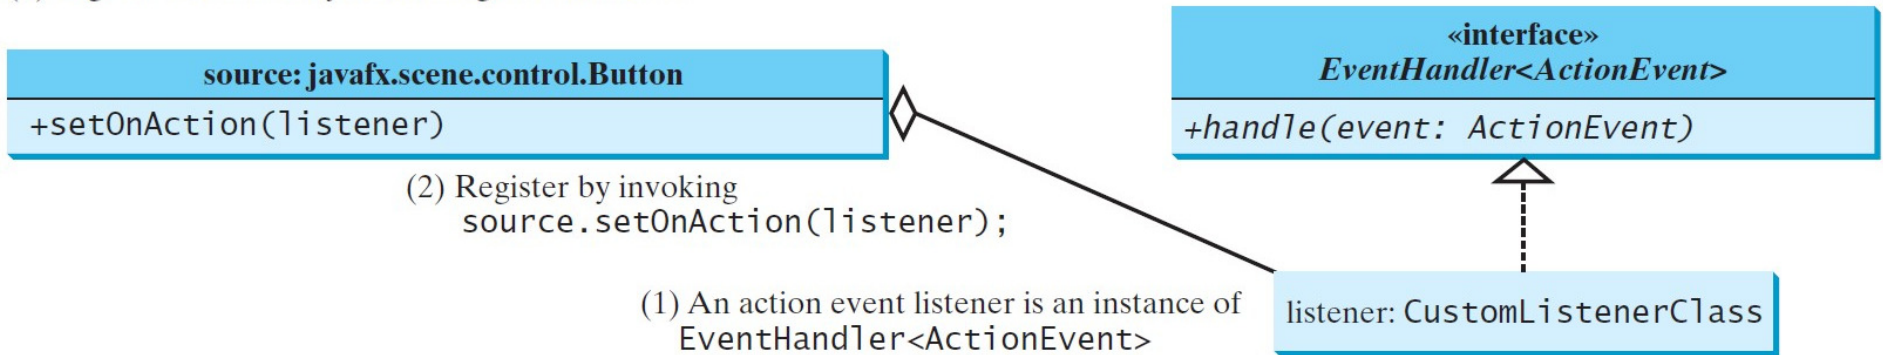 source: javafx.scene.control.Button
+setOnAction(listener)
«interface»
EventHandler<ActionEvent>
+handle(event: ActionEvent)
(2) Register by invoking
source.setOnAction(listener);
(1) An action event listener is an instance of
EventHandler<ActionEvent>
listener: CustomListenerClass